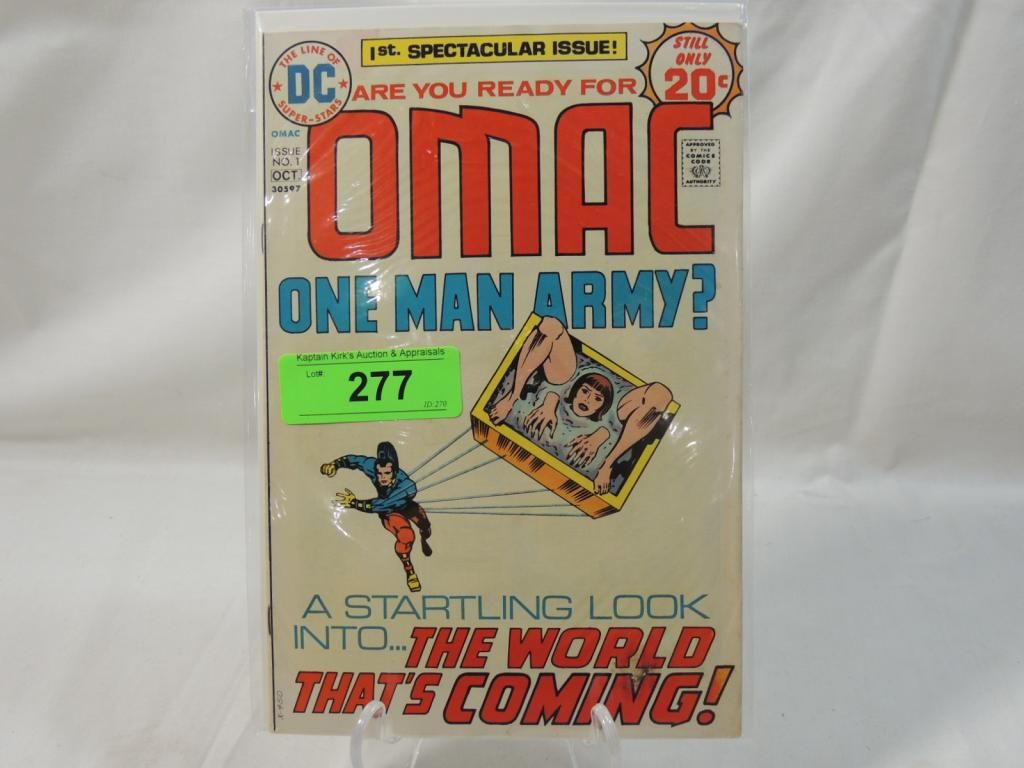 1st. SPECTACULAR ISSUE!
THE LINE OF
DC
SUPER-STARS
STILL
ONLY
20¢
ARE YOU READY FOR
OMAC
OMAC
ISSUE
NO. 1
OCT
30597
APPROVED
BY THE
COMICS
CODE
AUTHORITY
ONE MAN ARMY?
Kaptain Kirk's Auction & Appraisals
Lot#:
277
ID:270
A STARTLING LOOK
INTO... THE WORLD
THAT'S COMING!